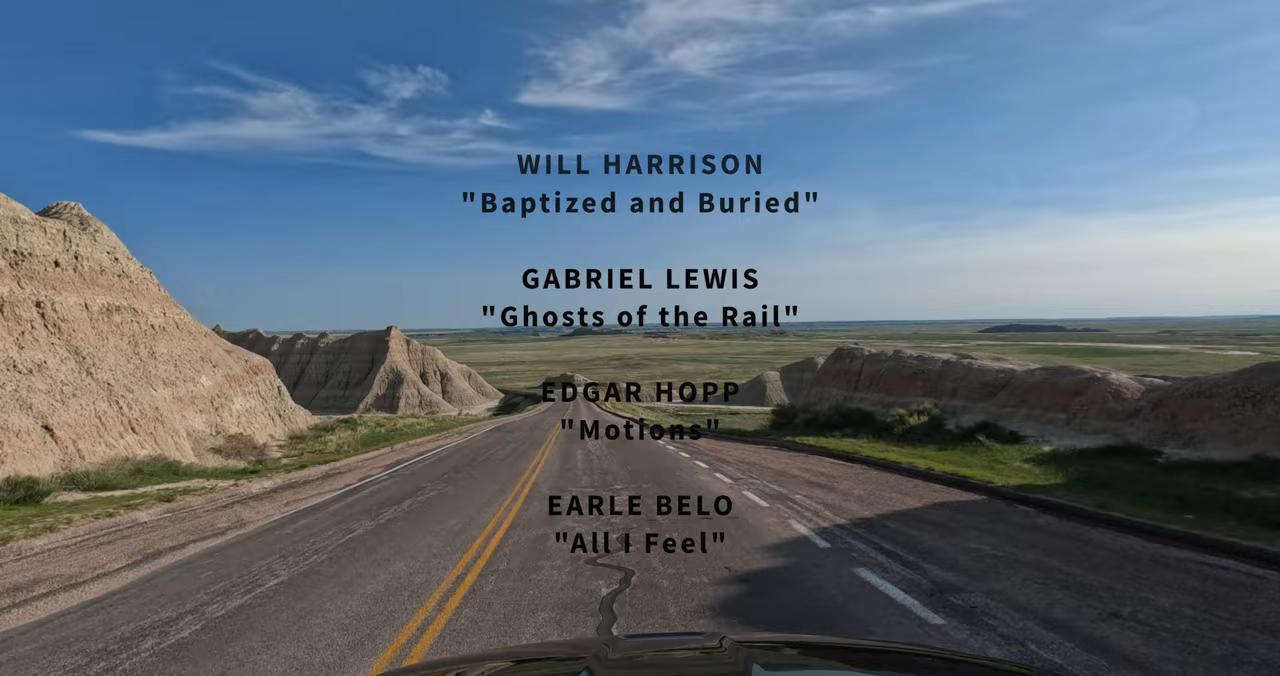 WILL HARRISON
"Baptized and Buried"
GABRIEL LEWIS
"Ghosts of the Rail"
EDGAR HOPP
"Motions"
EARLE BELO
"All I Feel"